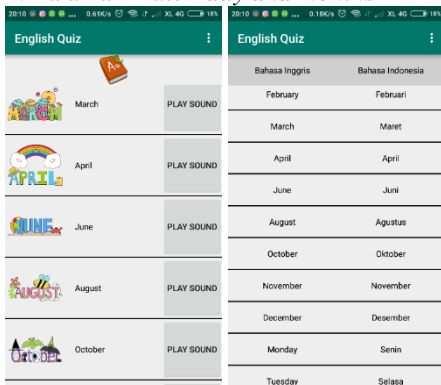 20:10 ... 0.61K/s XL 4G 18%
English Quiz
March PLAY SOUND
APRIL April PLAY SOUND
JUNE June PLAY SOUND
AUGUST August PLAY SOUND
October October PLAY SOUND
20:10 ... 0.18K/s XL 4G 18%
English Quiz
Bahasa Inggris Bahasa Indonesia
February Februari
March Maret
April April
June Juni
August Agustus
October Oktober
November November
December Desember
Monday Senin
Tuesday Selasa